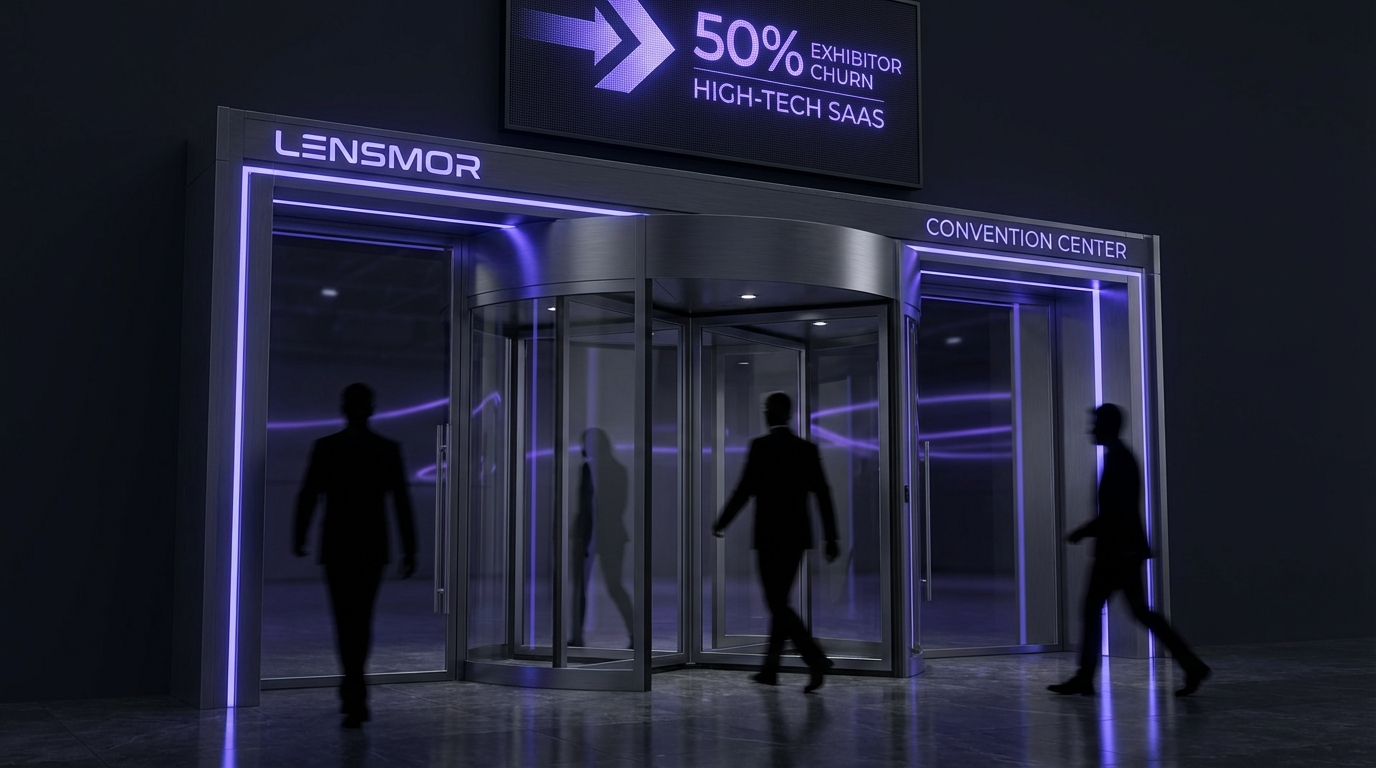 50% EXHIBITOR
CHURN
HIGH-TECH SAAS
LENSMOR
CONVENTION CENTER